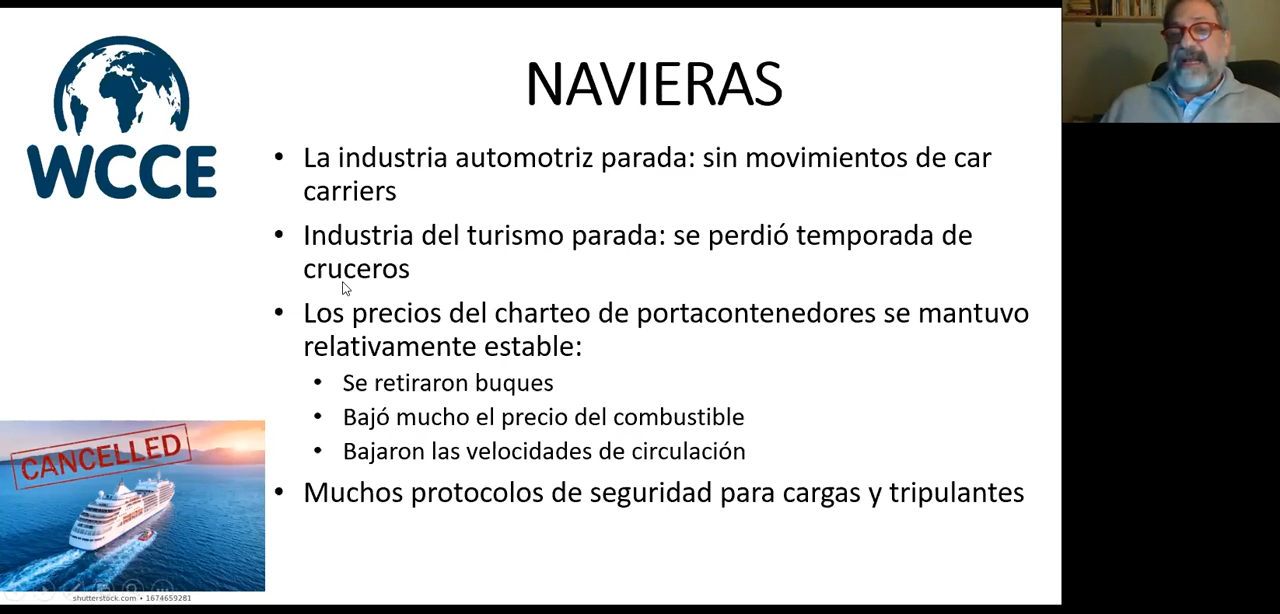 WCCE
NAVIERAS
• La industria automotriz parada: sin movimientos de car
carriers
• Industria del turismo parada: se perdió temporada de
cruceros
• Los precios del charteo de portacontenedores se mantuvo
relativamente estable:
• Se retiraron buques
• Bajó mucho el precio del combustible
• Bajaron las velocidades de circulación
• Muchos protocolos de seguridad para cargas y tripulantes
CANCELLED
shutterstock.com • 1674659281